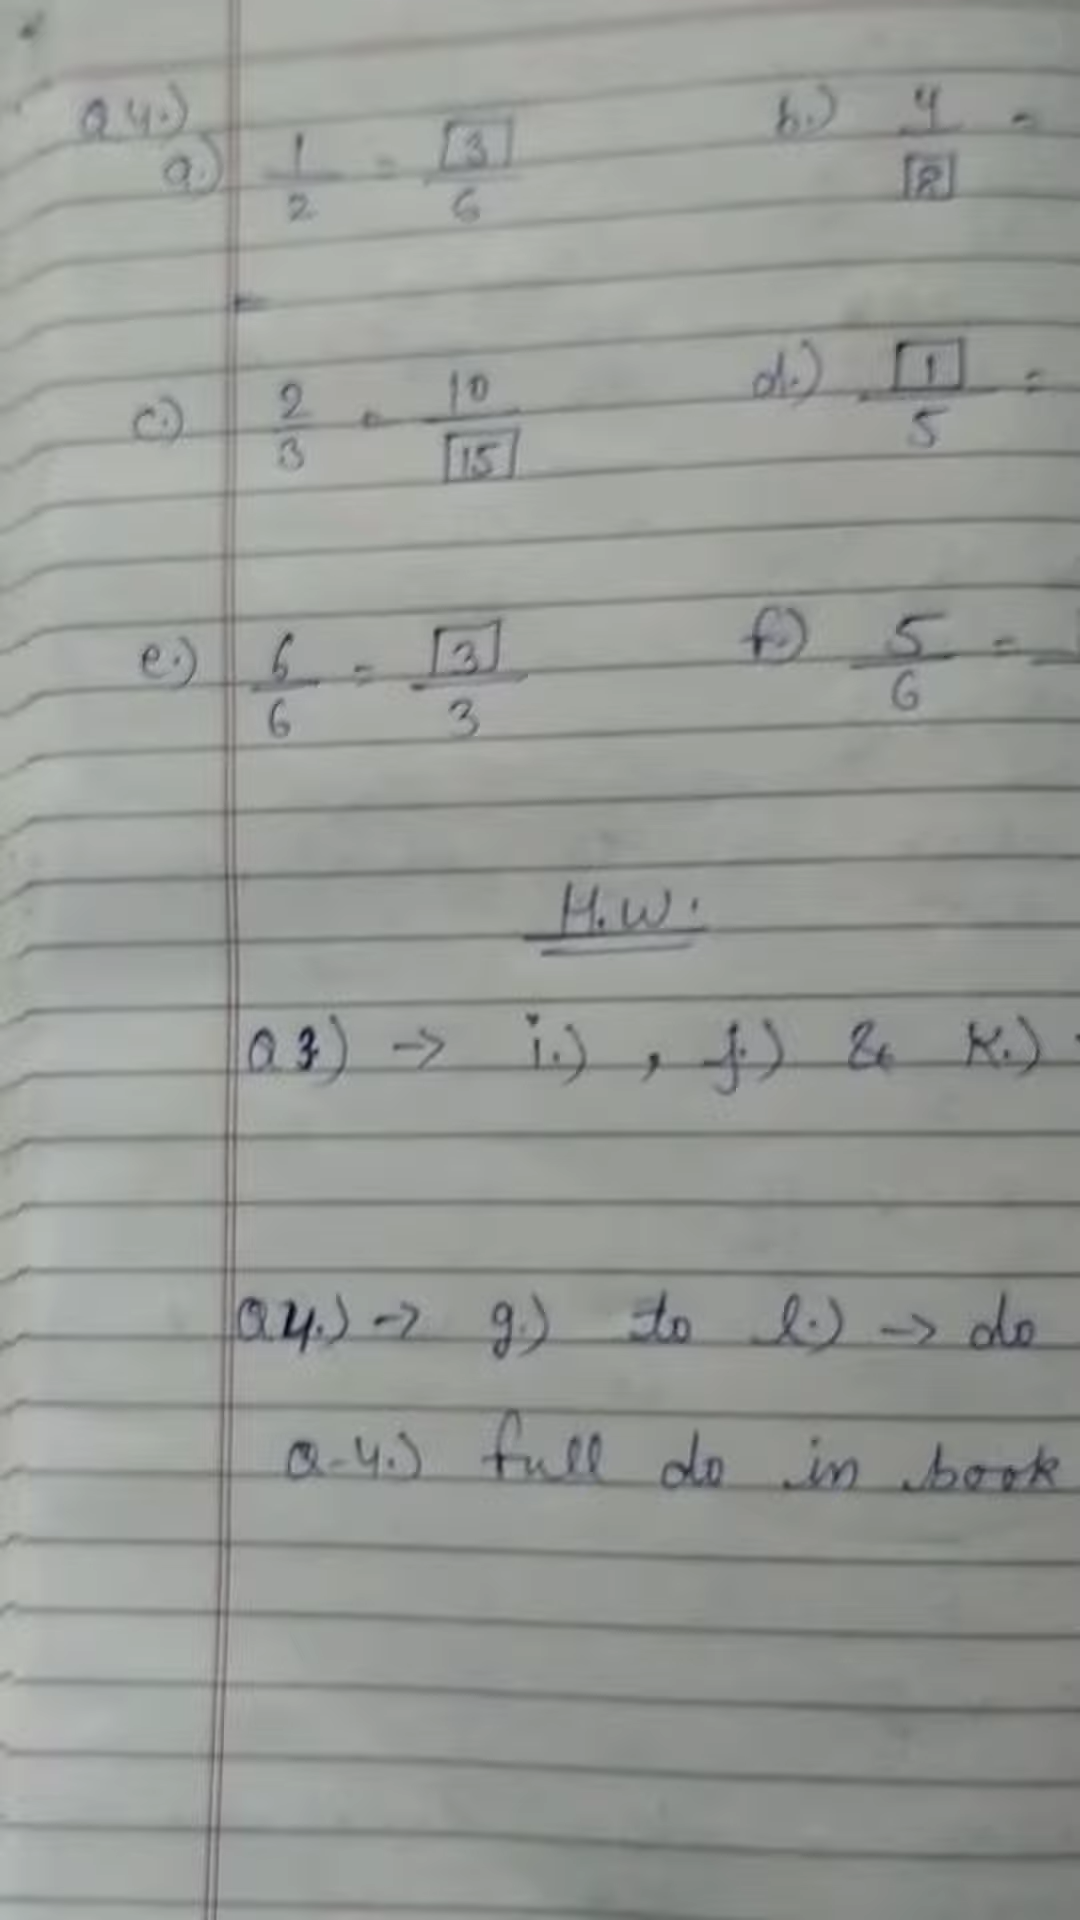 Q4.)
a.) 1/2 = 3/6 b.) 4/8 =
c.) 2/3 = 10/15 d.) 1/5 =
e.) 6/6 = 3/3 f.) 5/6 =
H.W.
Q3.) → i.) , j.) & k.)
Q4.) → g.) to l.) → do
Q-4.) full do in book